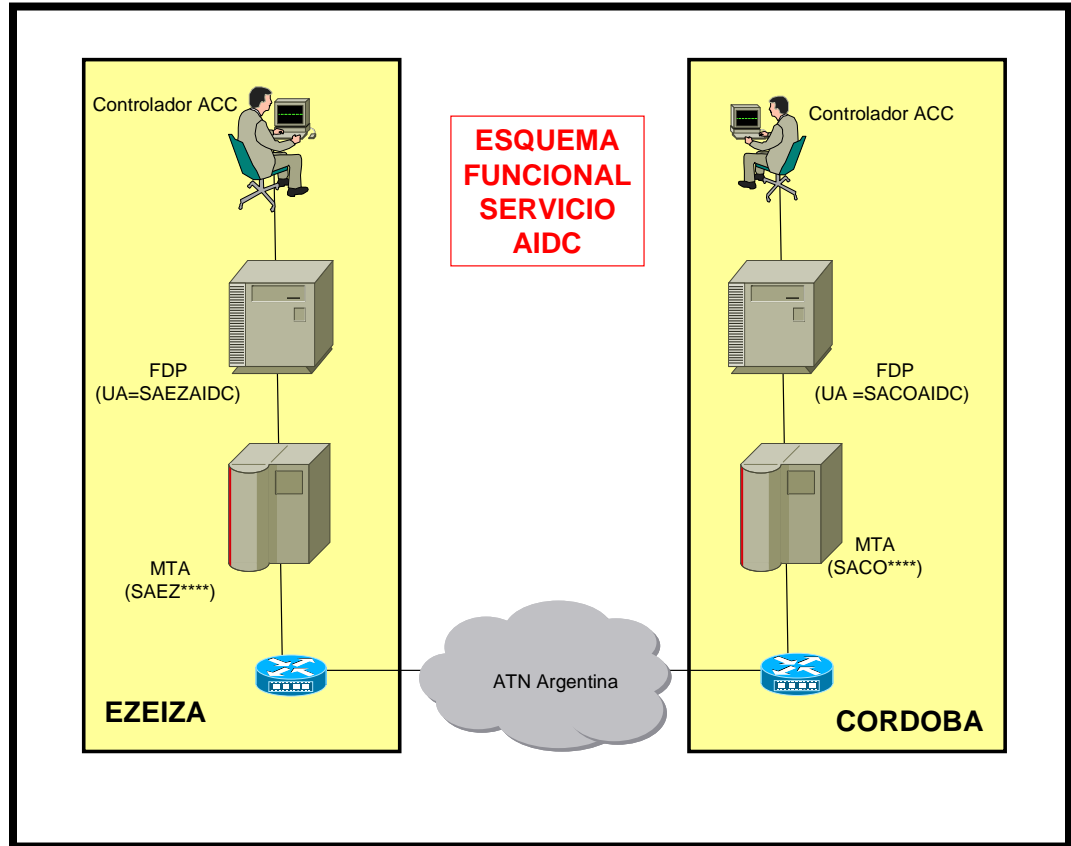 Controlador ACC
ESQUEMA
FUNCIONAL
SERVICIO
AIDC
Controlador ACC
FDP
(UA=SAEZAIDC)
FDP
(UA =SACOAIDC)
MTA
(SAEZ****)
MTA
(SACO****)
ATN Argentina
EZEIZA
CORDOBA